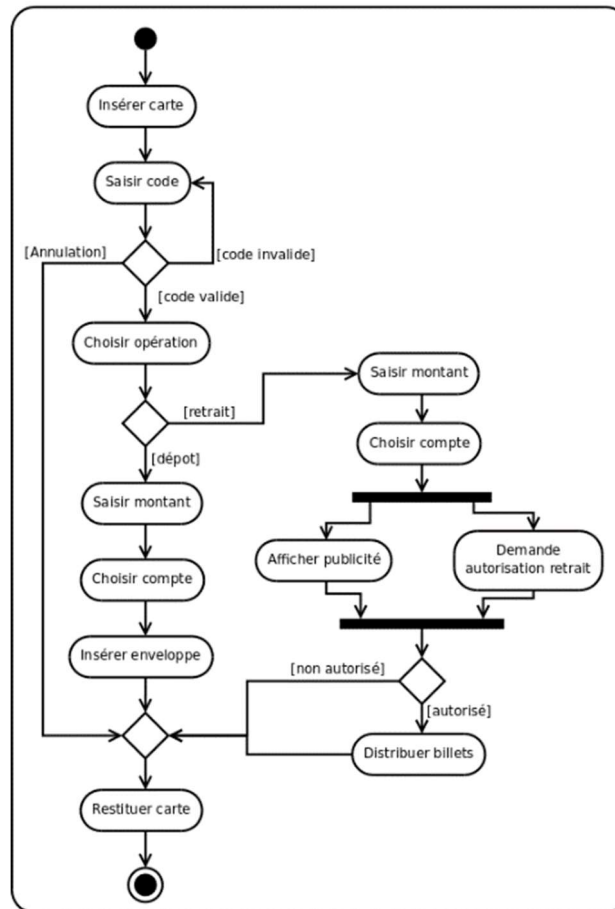 Insérer carte
Saisir code
[Annulation]
[code invalide]
[code valide]
Choisir opération
[retrait]
[dépot]
Saisir montant
Choisir compte
Insérer enveloppe
Saisir montant
Choisir compte
Afficher publicité
Demande
autorisation retrait
[non autorisé]
[autorisé]
Distribuer billets
Restituer carte